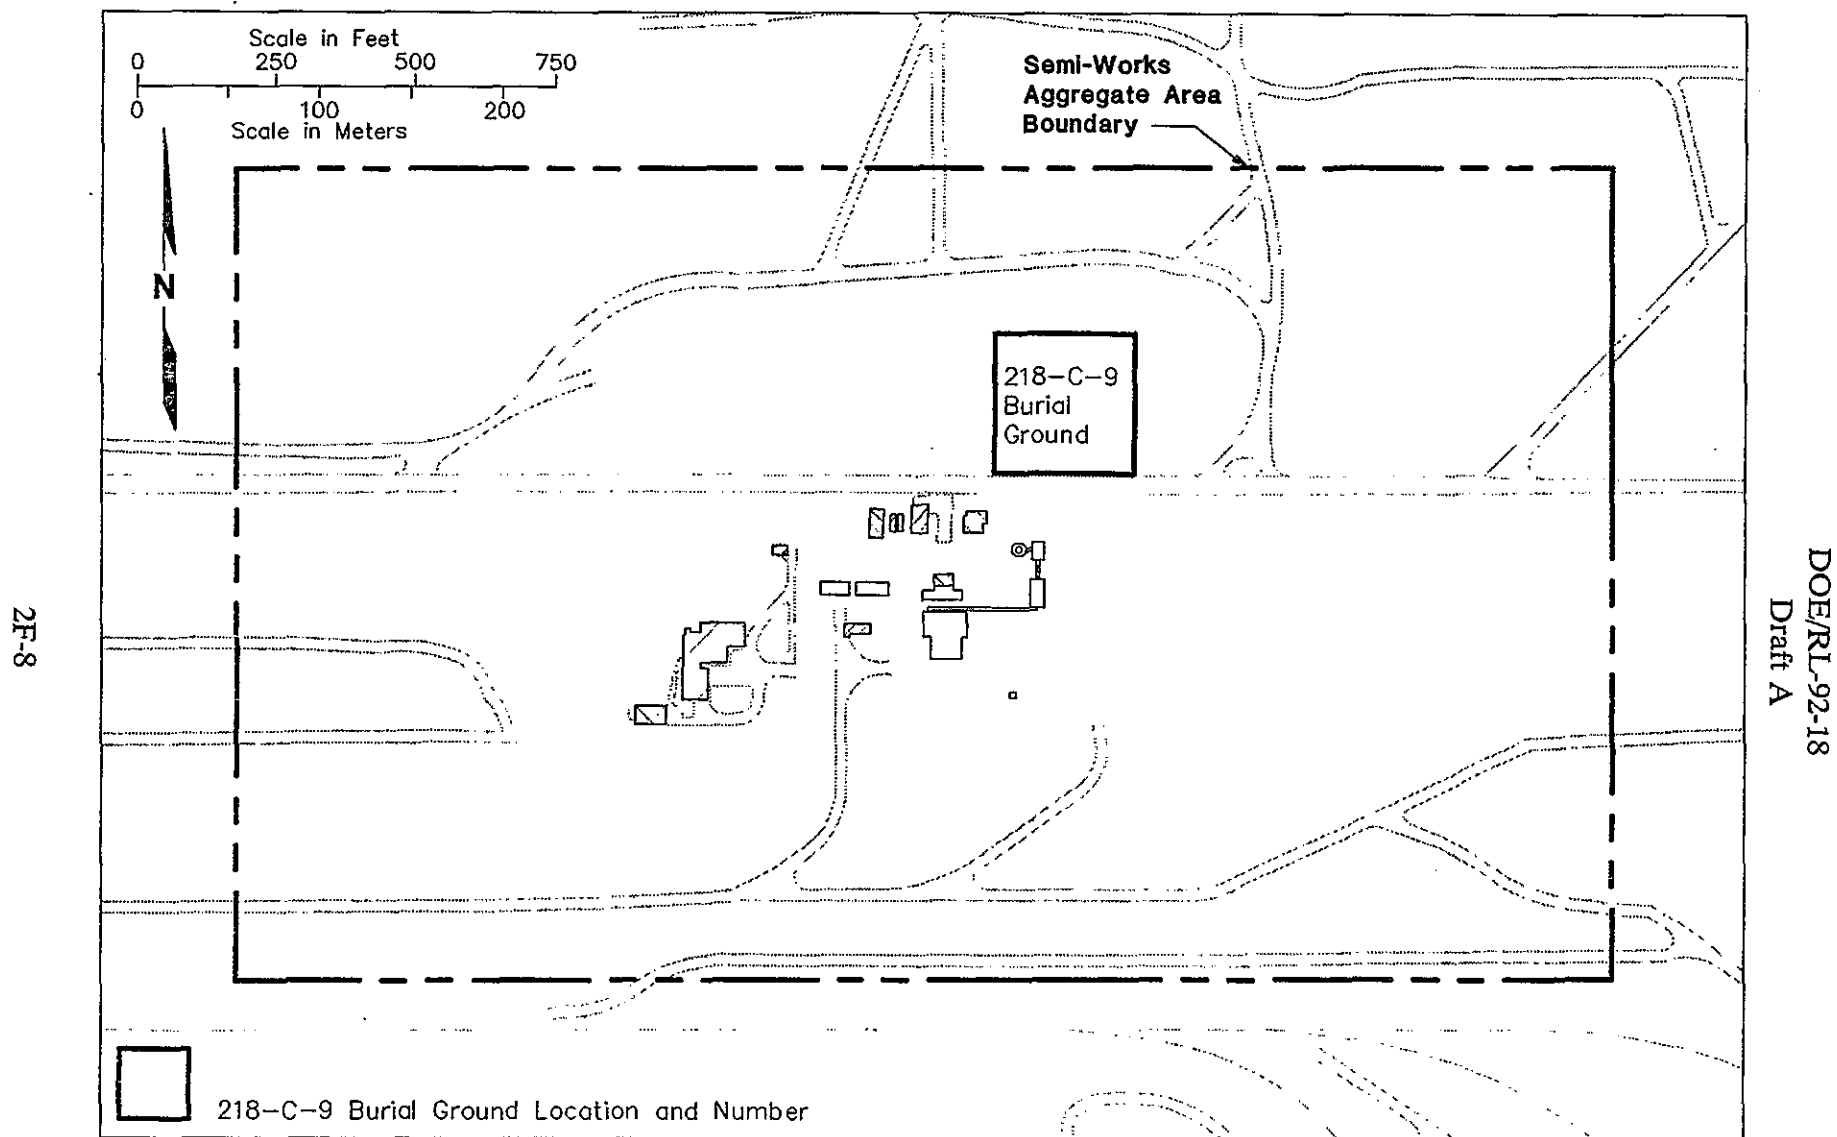 Scale in Feet
0 250 500 750
0 100 200
Scale in Meters
N
Semi-Works
Aggregate Area
Boundary
218-C-9
Burial
Ground
218-C-9 Burial Ground Location and Number
2F-8
DOE/RL-92-18
Draft A